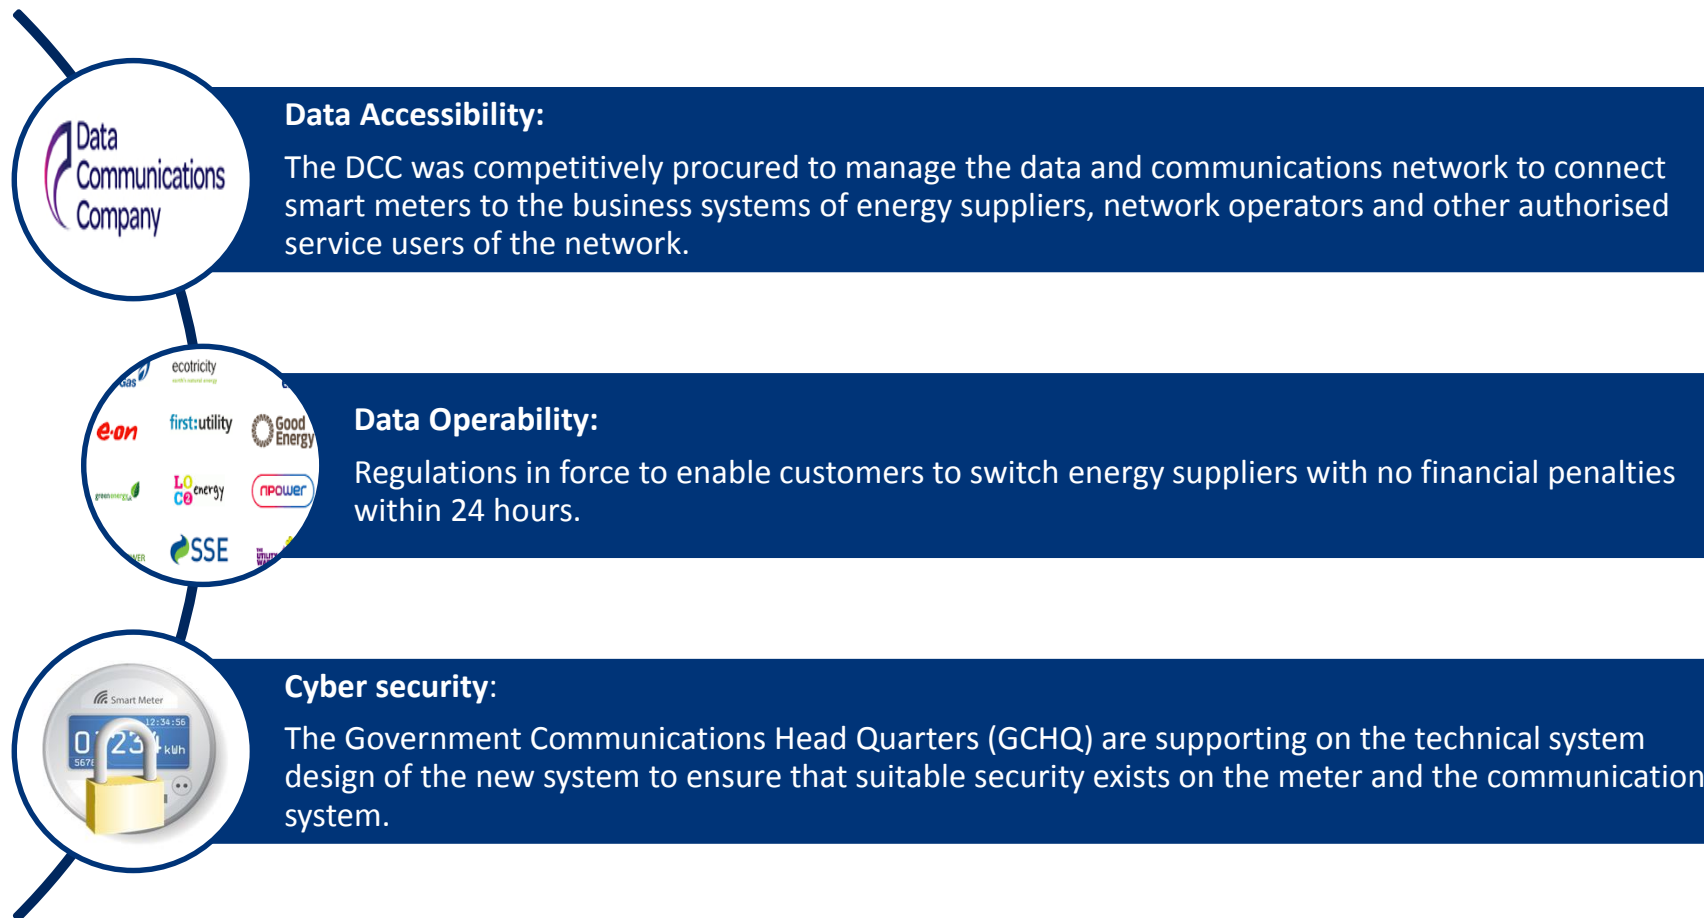 Data
Communications
Company
Data Accessibility:
The DCC was competitively procured to manage the data and communications network to connect
smart meters to the business systems of energy suppliers, network operators and other authorised
service users of the network.
Gas
ecotricity
e·on
first:utility
Good
Energy
greenenergy
LO
CO2 energy
npower
SSE
THE
Data Operability:
Regulations in force to enable customers to switch energy suppliers with no financial penalties
within 24 hours.
Smart Meter
12:34:56
kWh
Cyber security:
The Government Communications Head Quarters (GCHQ) are supporting on the technical system
design of the new system to ensure that suitable security exists on the meter and the communication
system.